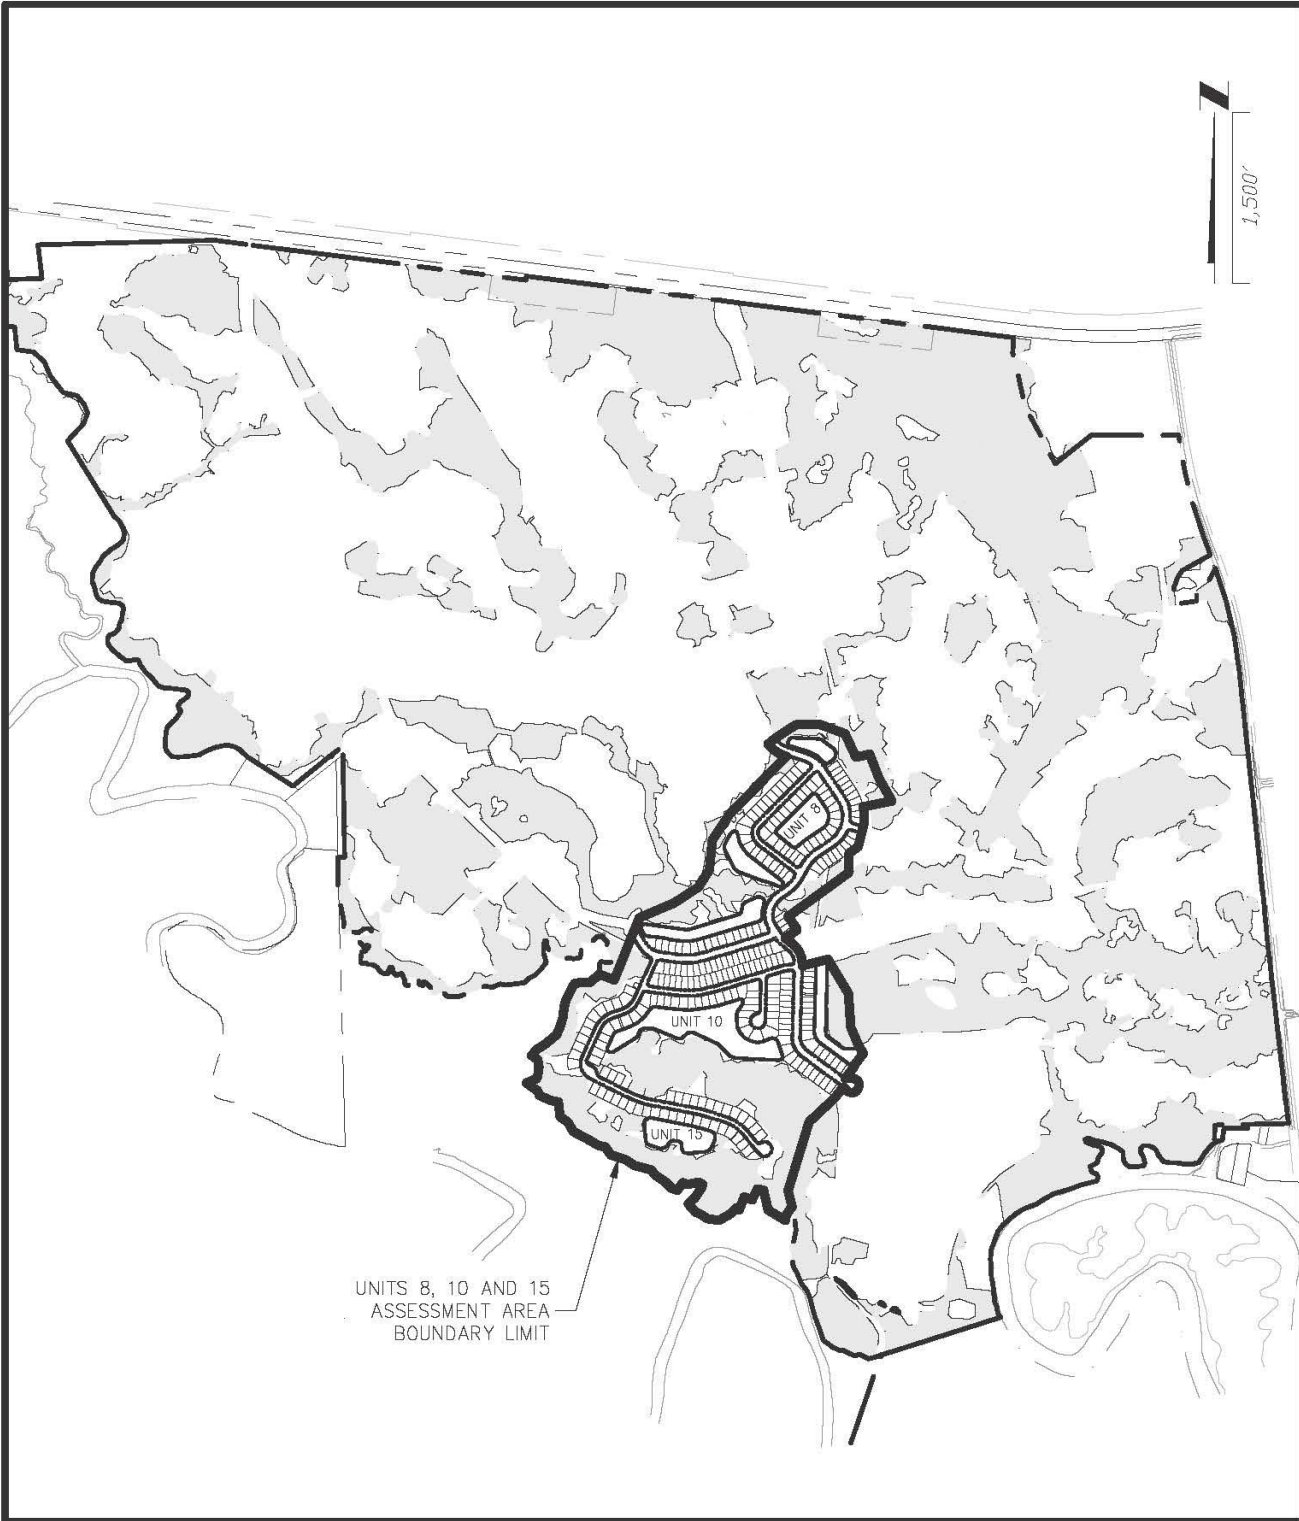 N
1,500'
UNIT 8
UNIT 10
UNIT 15
UNITS 8, 10 AND 15
ASSESSMENT AREA
BOUNDARY LIMIT